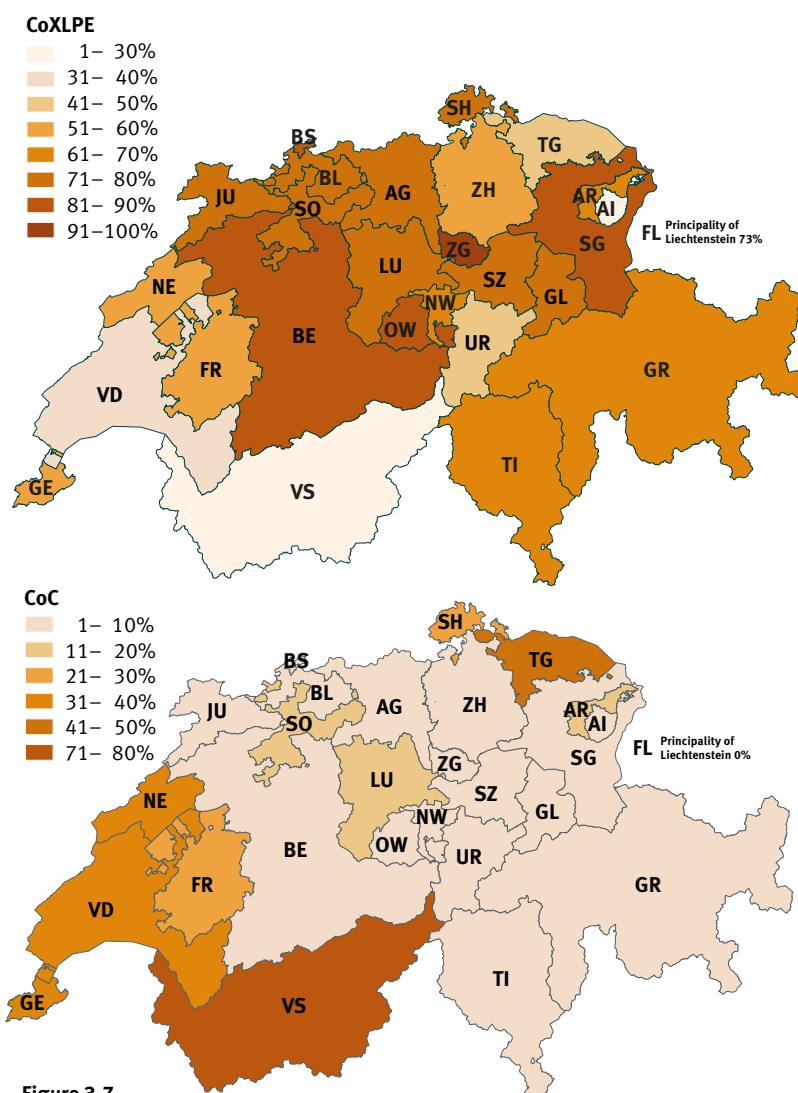 CoXLPE
1– 30%
31– 40%
41– 50%
51– 60%
61– 70%
71– 80%
81– 90%
91–100%
SH
BS
TG
BL
ZH
JU
AG
AR
AI
SO
FL Principality of
Liechtenstein 73%
ZG
SG
LU
SZ
NE
NW
GL
OW
BE
UR
FR
GR
VD
TI
GE
VS
CoC
1– 10%
11– 20%
21– 30%
31– 40%
41– 50%
71– 80%
SH
BS
TG
BL
JU
AG
ZH
AR
AI
SO
FL Principality of
Liechtenstein 0%
SG
ZG
LU
SZ
NE
GL
NW
OW
BE
UR
FR
GR
VD
TI
GE
VS
Figure 3-7